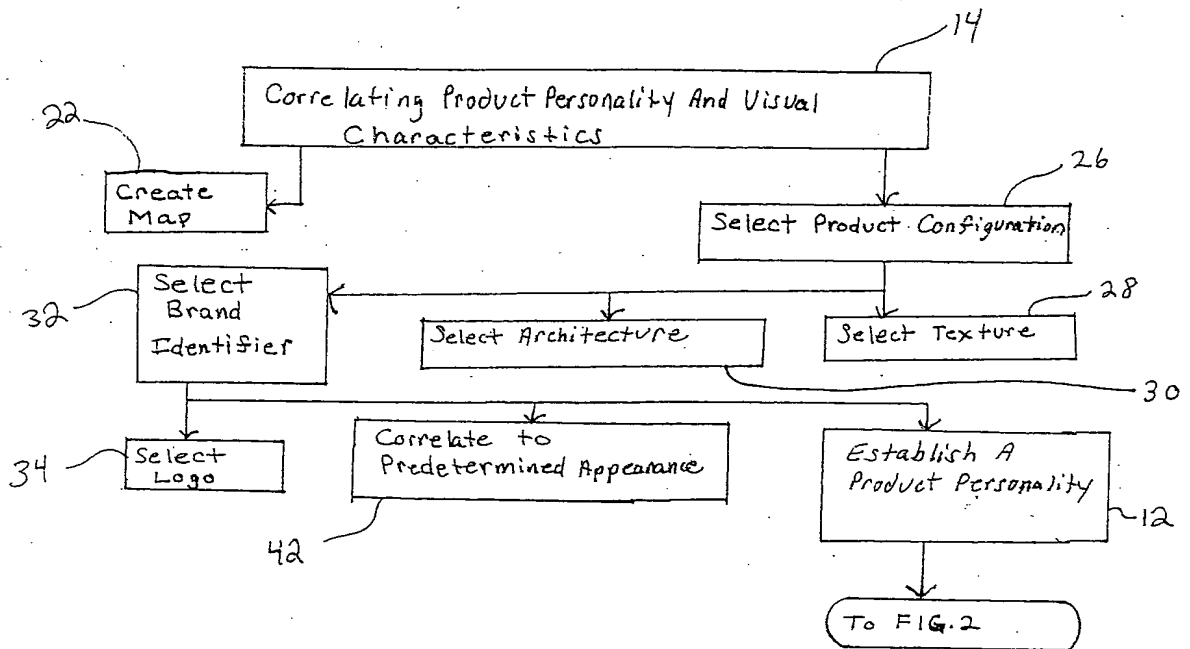 14
Correlating Product Personality And Visual
Characteristics
22
Create
Map
26
Select Product Configuration
32
Select
Brand
Identifier
Select Architecture
28
Select Texture
30
34
Select
Logo
Correlate to
Predetermined Appearance
42
Establish A
Product Personality
12
To FIG. 2